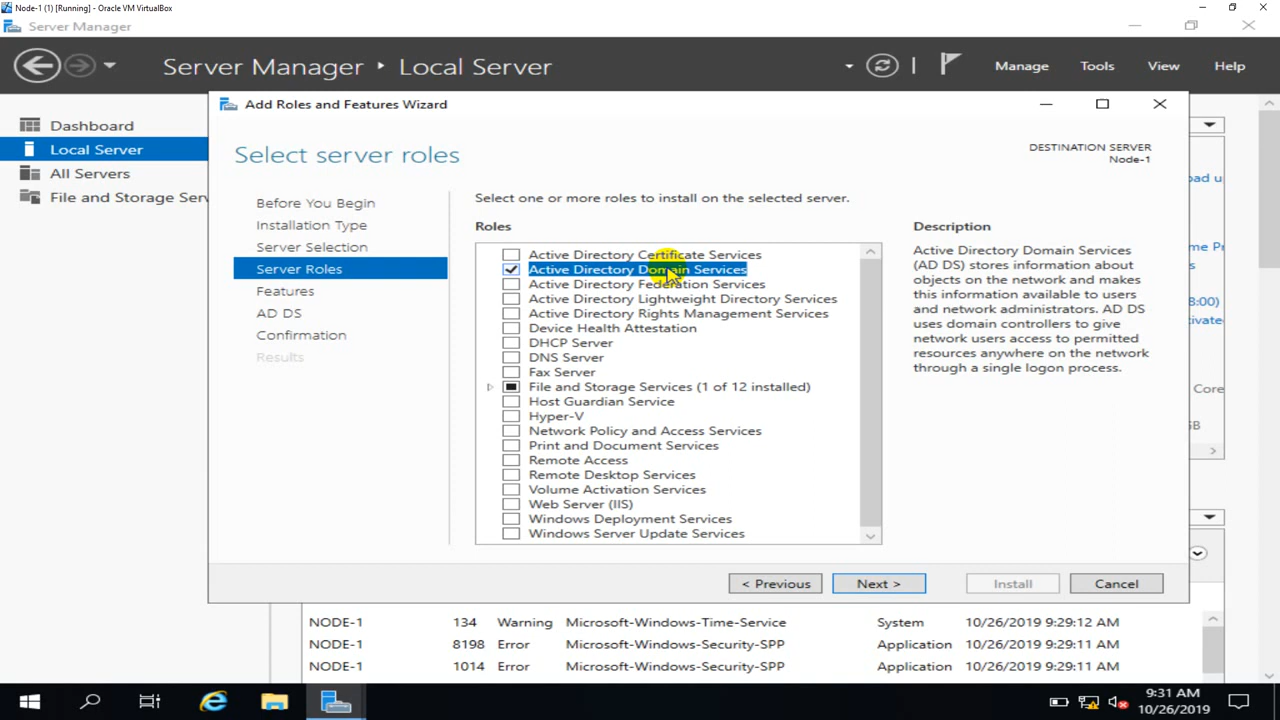 Node-1 (1) [Running] - Oracle VM VirtualBox
Server Manager
Server Manager ‣ Local Server
Manage Tools View Help
Dashboard
Local Server
All Servers
File and Storage Serv
Add Roles and Features Wizard
Select server roles
DESTINATION SERVER
Node-1
Before You Begin
Installation Type
Server Selection
Server Roles
Features
AD DS
Confirmation
Results
Select one or more roles to install on the selected server.
Roles
Active Directory Certificate Services
Active Directory Domain Services
Active Directory Federation Services
Active Directory Lightweight Directory Services
Active Directory Rights Management Services
Device Health Attestation
DHCP Server
DNS Server
Fax Server
File and Storage Services (1 of 12 installed)
Host Guardian Service
Hyper-V
Network Policy and Access Services
Print and Document Services
Remote Access
Remote Desktop Services
Volume Activation Services
Web Server (IIS)
Windows Deployment Services
Windows Server Update Services
Description
Active Directory Domain Services
(AD DS) stores information about
objects on the network and makes
this information available to users
and network administrators. AD DS
uses domain controllers to give
network users access to permitted
resources anywhere on the network
through a single logon process.
oad u
me Pr
8:00)
ivate
Core
GB
< Previous Next > Install Cancel
NODE-1 134 Warning Microsoft-Windows-Time-Service System 10/26/2019 9:29:12 AM
NODE-1 8198 Error Microsoft-Windows-Security-SPP Application 10/26/2019 9:29:11 AM
NODE-1 1014 Error Microsoft-Windows-Security-SPP Application 10/26/2019 9:29:11 AM
9:31 AM
10/26/2019